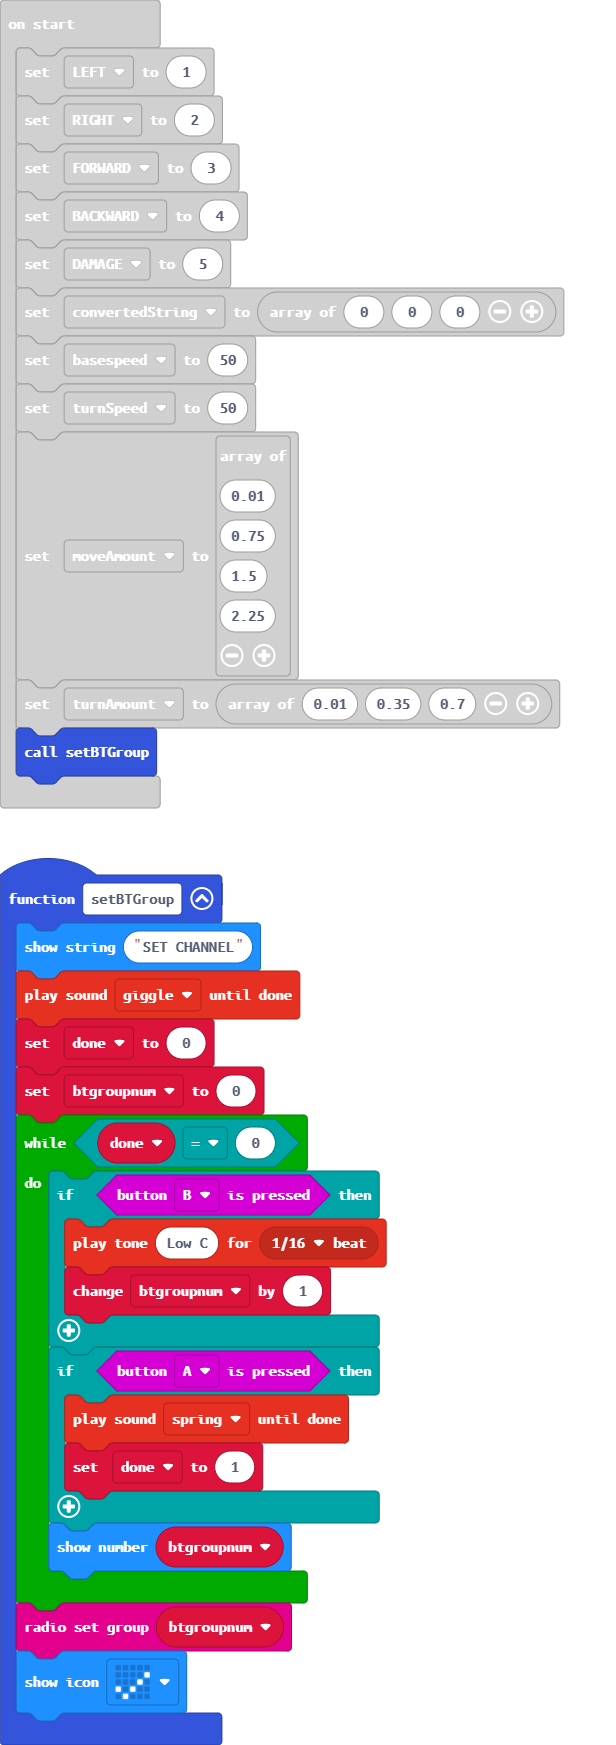 on start
set LEFT to 1
set RIGHT to 2
set FORWARD to 3
set BACKWARD to 4
set DAMAGE to 5
set convertedString to array of 0 0 0
set basespeed to 50
set turnSpeed to 50
array of
0.01
0.75
set moveAmount to
1.5
2.25
set turnAmount to array of 0.01 0.35 0.7
call setBTGroup
function setBTGroup
show string "SET CHANNEL"
play sound giggle until done
set done to 0
set btgroupnum to 0
while done = 0
do
if button B is pressed then
play tone Low C for 1/16 beat
change btgroupnum by 1
if button A is pressed then
play sound spring until done
set done to 1
show number btgroupnum
radio set group btgroupnum
show icon